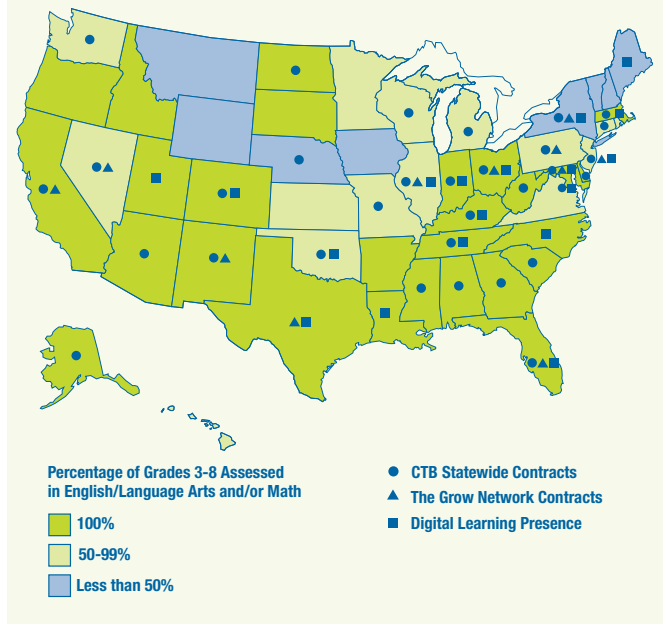 Percentage of Grades 3-8 Assessed
in English/Language Arts and/or Math
100%
50-99%
Less than 50%
CTB Statewide Contracts
The Grow Network Contracts
Digital Learning Presence